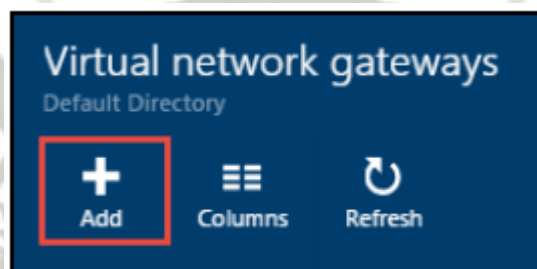 Virtual network gateways
Default Directory
Add Columns Refresh